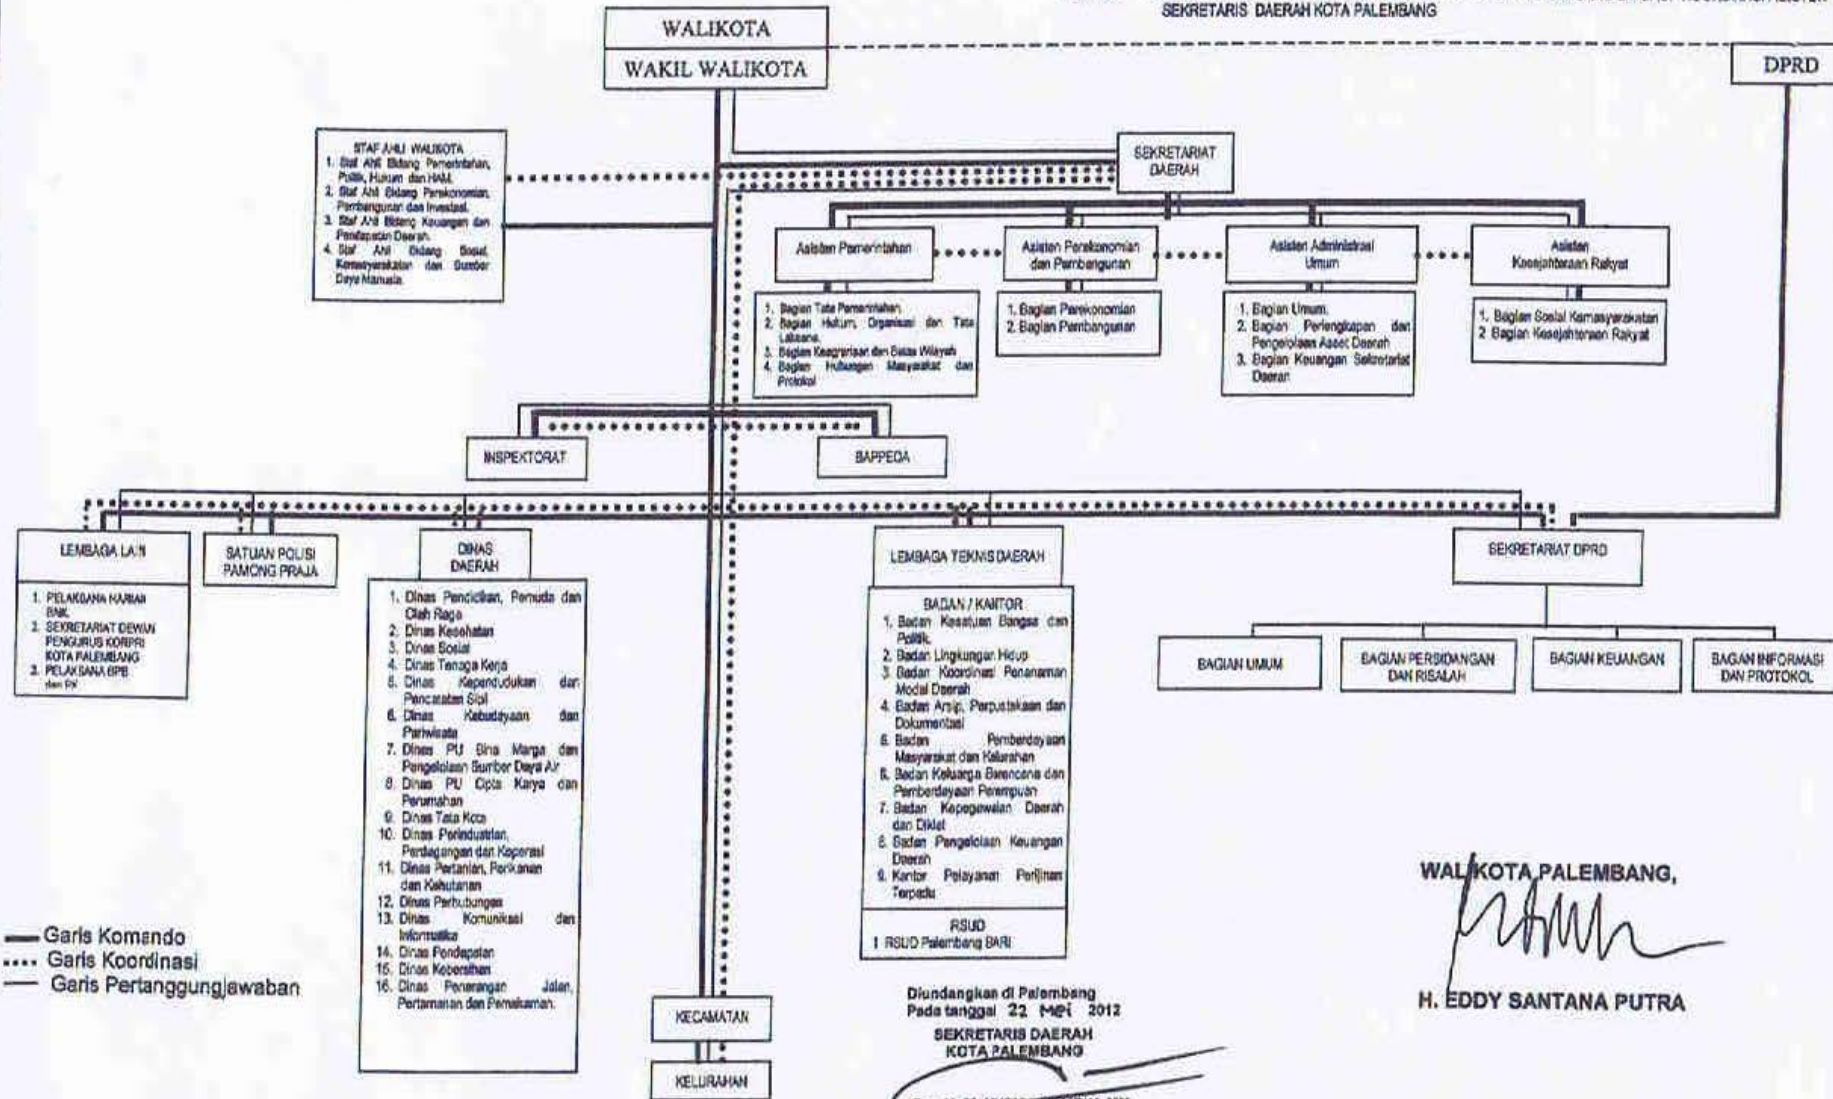 SEKRETARIS DAERAH KOTA PALEMBANG
WALIKOTA
WAKIL WALIKOTA
DPRD
STAF AHLI WALIKOTA
1. Staf Ahli Bidang Pemerintahan,
Politik, Hukum dan HAM.
2. Staf Ahli Bidang Perekonomian,
Pembangunan dan Investasi.
3. Staf Ahli Bidang Keuangan dan
Pendapatan Daerah.
4. Staf Ahli Bidang Sosial,
Kemasyarakatan dan Sumber
Daya Manusia.
SEKRETARIAT
DAERAH
Asisten Pemerintahan
Asisten Perekonomian
dan Pembangunan
Asisten Administrasi
Umum
Asisten
Kesejahteraan Rakyat
1. Bagian Tata Pemerintahan.
2. Bagian Hukum, Organisasi dan Tata
Laksana.
3. Bagian Keagrariaan dan Batas Wilayah
4. Bagian Hubungan Masyarakat dan
Protokol
1. Bagian Perekonomian
2. Bagian Pembangunan
1. Bagian Umum.
2. Bagian Perlengkapan dan
Pengelolaan Asset Daerah
3. Bagian Keuangan Sekretariat
Daerah
1. Bagian Sosial Kemasyarakatan
2 Bagian Kesejahteraan Rakyat
INSPEKTORAT
BAPPEDA
LEMBAGA LAIN
1. PELAKSANA HARIAN
BNK
2. SEKRETARIAT DEWAN
PENGURUS KORPRI
KOTA PALEMBANG
3. PELAKSANA BPB
dan PK
SATUAN POLISI
PAMONG PRAJA
DINAS
DAERAH
1. Dinas Pendidikan, Pemuda dan
Olah Raga
2. Dinas Kesehatan
3. Dinas Sosial
4. Dinas Tenaga Kerja
5. Dinas Kependudukan dan
Pencatatan Sipil
6. Dinas Kebudayaan dan
Pariwisata
7. Dinas PU Bina Marga dan
Pengelolaan Sumber Daya Air
8. Dinas PU Cipta Karya dan
Perumahan
9. Dinas Tata Kota
10. Dinas Perindustrian,
Perdagangan dan Koperasi
11. Dinas Pertanian, Perikanan
dan Kehutanan
12. Dinas Perhubungan
13. Dinas Komunikasi dan
Informatika
14. Dinas Pendapatan
15. Dinas Kebersihan
16. Dinas Penerangan Jalan,
Pertamanan dan Pemakaman.
LEMBAGA TEKNIS DAERAH
BADAN / KANTOR
1. Badan Kesatuan Bangsa dan
Politik.
2. Badan Lingkungan Hidup
3. Badan Koordinasi Penanaman
Modal Daerah
4. Badan Arsip, Perpustakaan dan
Dokumentasi
5. Badan Pemberdayaan
Masyarakat dan Kelurahan
6. Badan Keluarga Berencana dan
Pemberdayaan Perempuan
7. Badan Kepegawaian Daerah
dan Diklat
8. Badan Pengelolaan Keuangan
Daerah
9. Kantor Pelayanan Perijinan
Terpadu
RSUD
1 RSUD Palembang BARI
SEKRETARIAT DPRD
BAGIAN UMUM
BAGIAN PERSIDANGAN
DAN RISALAH
BAGIAN KEUANGAN
BAGIAN INFORMASI
DAN PROTOKOL
Garis Komando
Garis Koordinasi
Garis Pertanggungjawaban
KECAMATAN
KELURAHAN
Diundangkan di Palembang
Pada tanggal 22 Mei 2012
SEKRETARIS DAERAH
KOTA PALEMBANG
WALIKOTA PALEMBANG,
H. EDDY SANTANA PUTRA